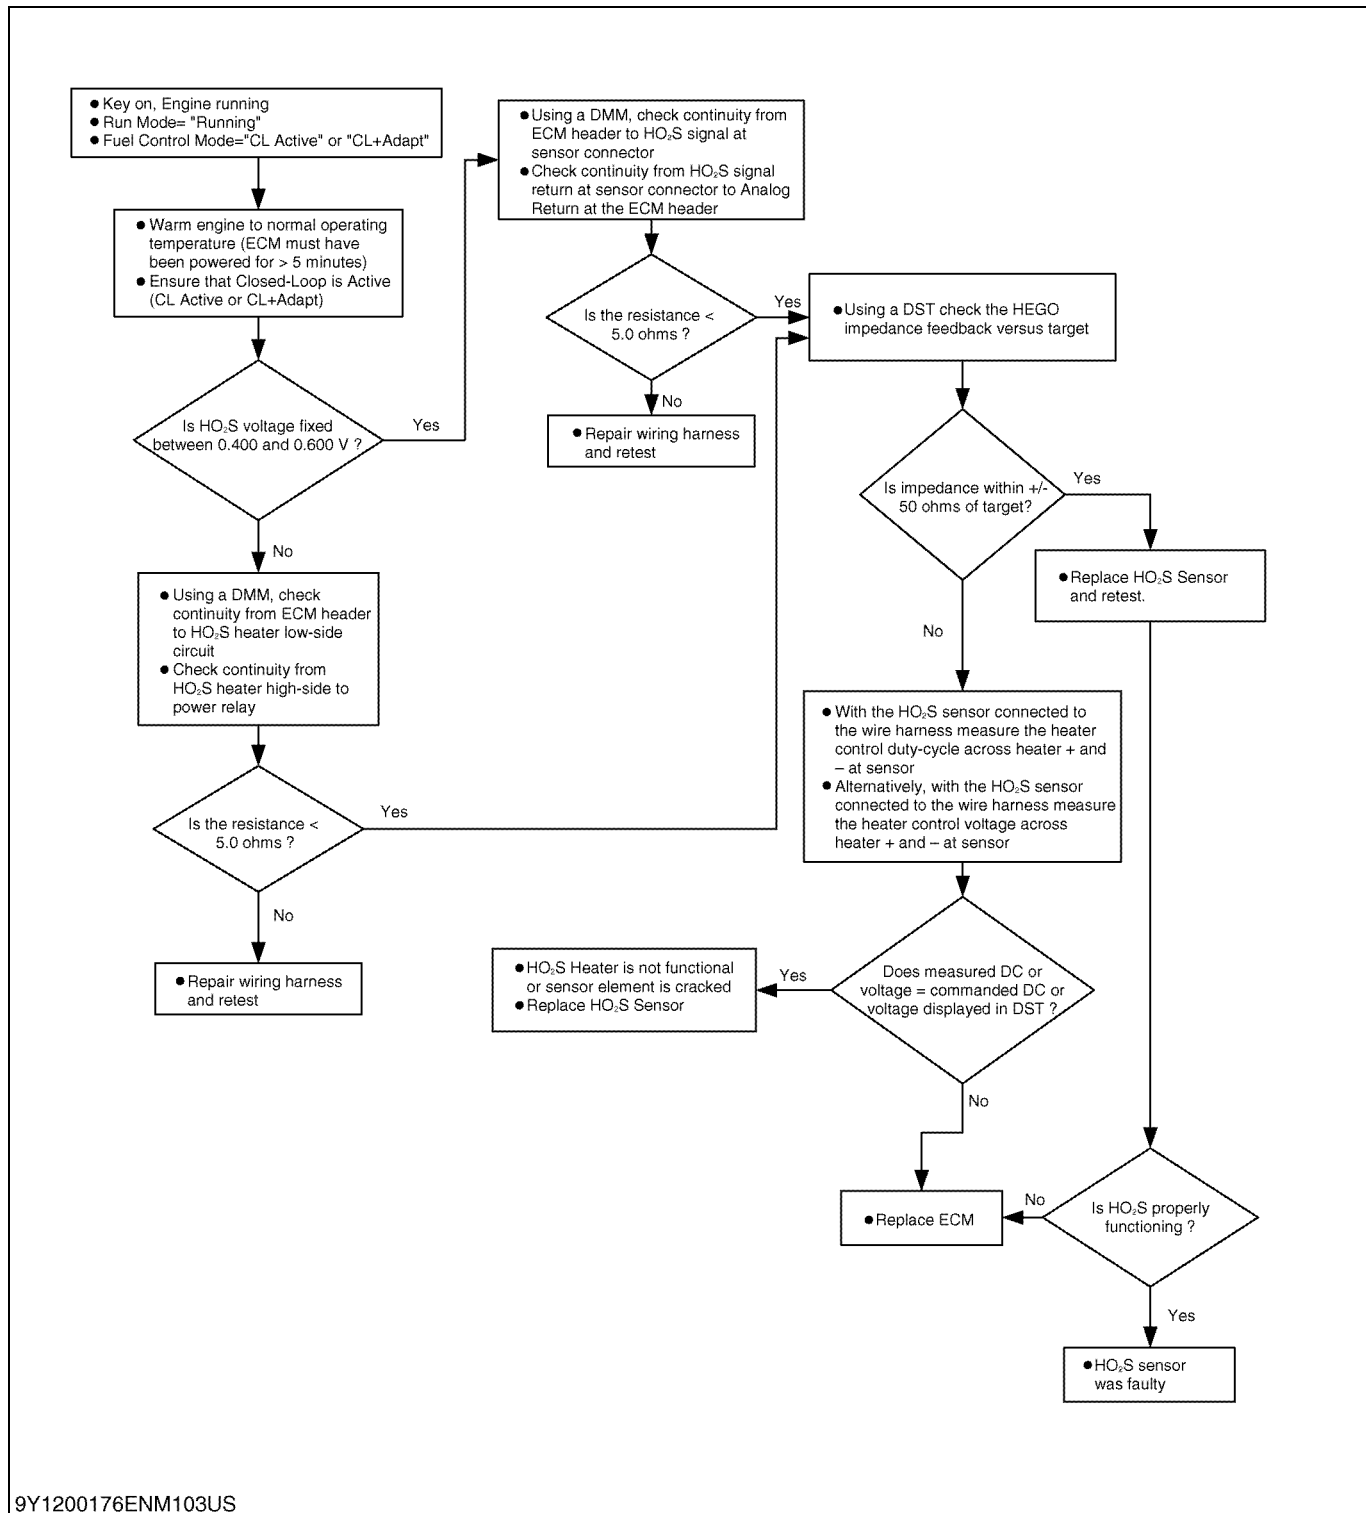 ● Key on, Engine running
● Run Mode= "Running"
● Fuel Control Mode="CL Active" or "CL+Adapt"
● Warm engine to normal operating
temperature (ECM must have
been powered for > 5 minutes)
● Ensure that Closed-Loop is Active
(CL Active or CL+Adapt)
Is HO₂S voltage fixed
between 0.400 and 0.600 V ?
Yes
No
● Using a DMM, check continuity from
ECM header to HO₂S signal at
sensor connector
● Check continuity from HO₂S signal
return at sensor connector to Analog
Return at the ECM header
Is the resistance <
5.0 ohms ?
Yes
No
● Repair wiring harness
and retest
● Using a DMM, check
continuity from ECM header
to HO₂S heater low-side
circuit
● Check continuity from
HO₂S heater high-side to
power relay
Is the resistance <
5.0 ohms ?
Yes
No
● Repair wiring harness
and retest
● Using a DST check the HEGO
impedance feedback versus target
Is impedance within +/-
50 ohms of target?
Yes
No
● Replace HO₂S Sensor
and retest.
● With the HO₂S sensor connected to
the wire harness measure the heater
control duty-cycle across heater + and
– at sensor
● Alternatively, with the HO₂S sensor
connected to the wire harness measure
the heater control voltage across
heater + and – at sensor
Does measured DC or
voltage = commanded DC or
voltage displayed in DST ?
Yes
No
● HO₂S Heater is not functional
or sensor element is cracked
● Replace HO₂S Sensor
● Replace ECM
No
Is HO₂S properly
functioning ?
Yes
● HO₂S sensor
was faulty
9Y1200176ENM103US